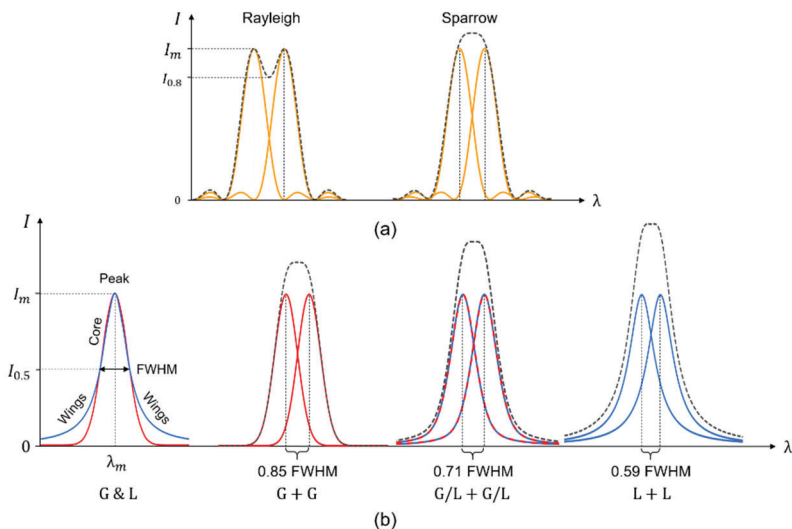 I
Rayleigh
Sparrow
I_m
I_0.8
0
λ
(a)
I
Peak
I_m
Core
I_0.5
FWHM
Wings
Wings
0
λ
λ_m
0.85 FWHM
0.71 FWHM
0.59 FWHM
G & L
G + G
G/L + G/L
L + L
(b)